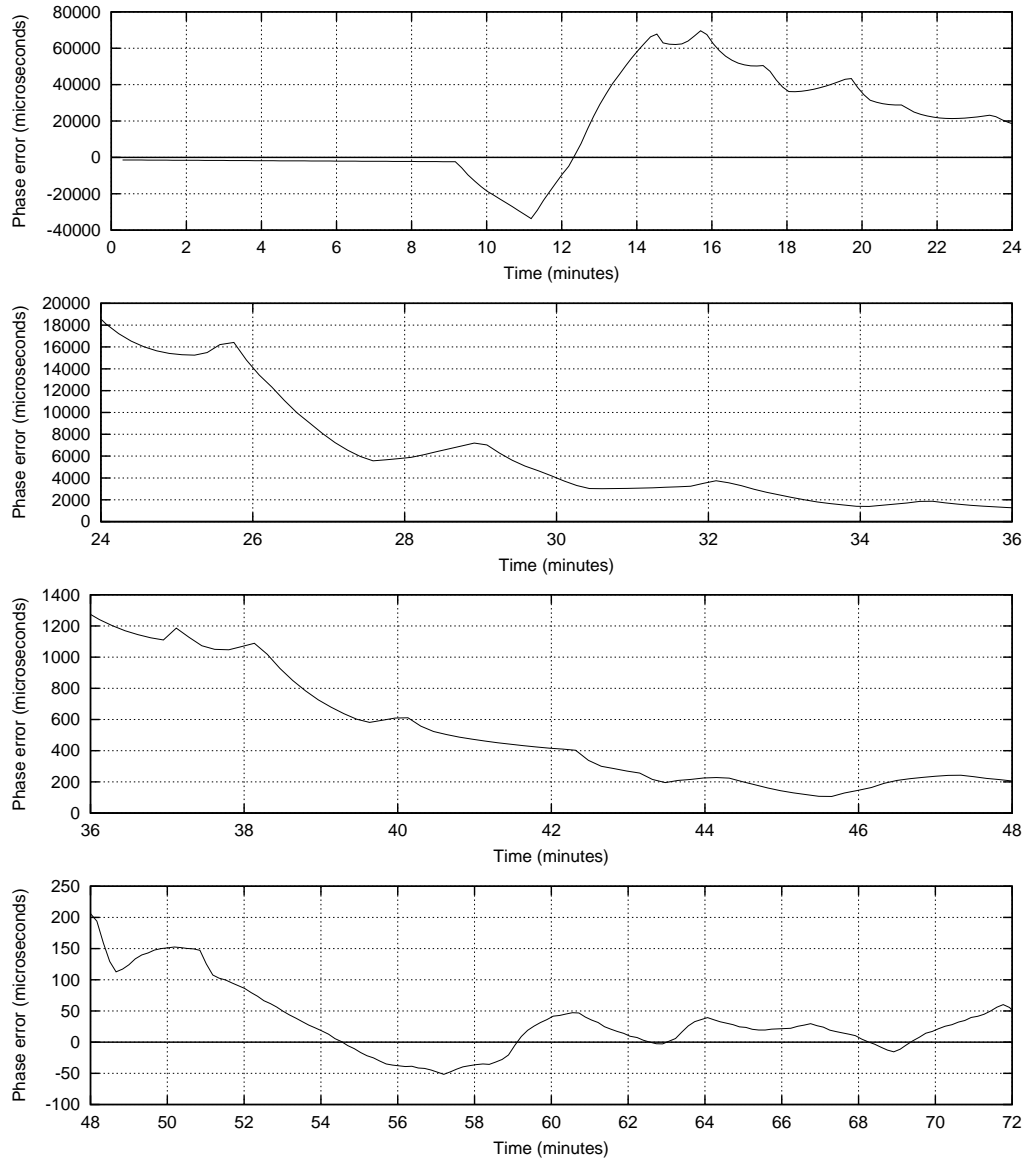 Phase error (microseconds)
80000
60000
40000
20000
0
-20000
-40000
0 2 4 6 8 10 12 14 16 18 20 22 24
Time (minutes)
Phase error (microseconds)
20000
18000
16000
14000
12000
10000
8000
6000
4000
2000
0
24 26 28 30 32 34 36
Time (minutes)
Phase error (microseconds)
1400
1200
1000
800
600
400
200
0
36 38 40 42 44 46 48
Time (minutes)
Phase error (microseconds)
250
200
150
100
50
0
-50
-100
48 50 52 54 56 58 60 62 64 66 68 70 72
Time (minutes)